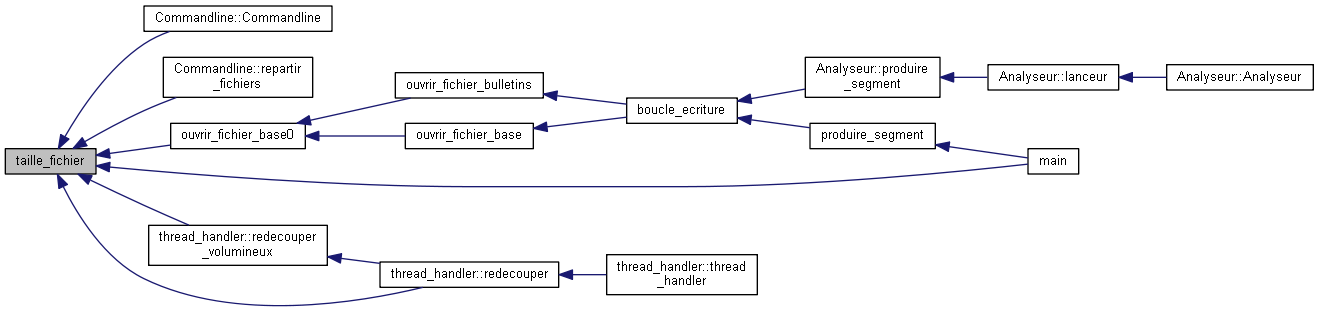 Commandline::Commandline
Commandline::repartir
_fichiers
ouvrir_fichier_bulletins
Analyseur::produire
_segment
Analyseur::lanceur
Analyseur::Analyseur
boucle_ecriture
ouvrir_fichier_base0
ouvrir_fichier_base
produire_segment
taille_fichier
main
thread_handler::redecouper
_volumineux
thread_handler::redecouper
thread_handler::thread
_handler